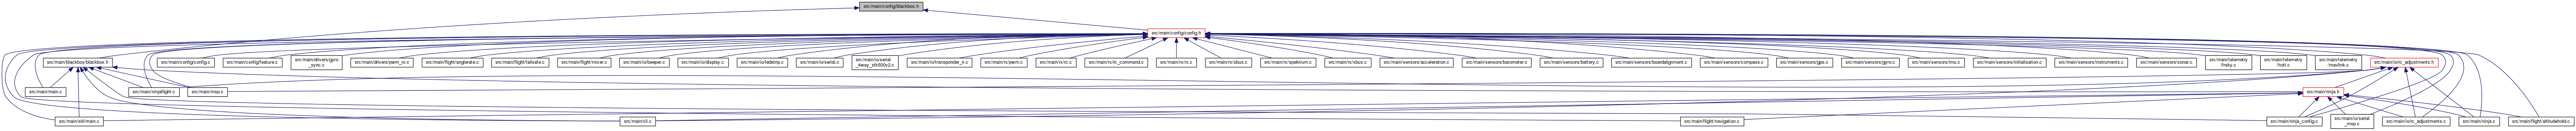 src/main/config/blackbox.h
src/main/config/config.h
src/main/blackbox/blackbox.h
src/main/config/config.c
src/main/config/feature.c
src/main/drivers/gyro
_sync.c
src/main/drivers/pwm_rx.c
src/main/flight/anglerate.c
src/main/flight/failsafe.c
src/main/flight/mixer.c
src/main/io/beeper.c
src/main/io/display.c
src/main/io/ledstrip.c
src/main/io/serial.c
src/main/io/serial
_4way_stk500v2.c
src/main/io/transponder_ir.c
src/main/rx/pwm.c
src/main/rx/rc.c
src/main/rx/rc_command.c
src/main/rx/rx.c
src/main/rx/sbus.c
src/main/rx/spektrum.c
src/main/rx/xbus.c
src/main/sensors/acceleration.c
src/main/sensors/barometer.c
src/main/sensors/battery.c
src/main/sensors/boardalignment.c
src/main/sensors/compass.c
src/main/sensors/gps.c
src/main/sensors/gyro.c
src/main/sensors/imu.c
src/main/sensors/initialisation.c
src/main/sensors/instruments.c
src/main/sensors/sonar.c
src/main/telemetry
/frsky.c
src/main/telemetry
/hott.c
src/main/telemetry
/mavlink.c
src/main/io/rc_adjustments.h
src/main/main.c
src/main/ninjaflight.c
src/main/msp.c
src/main/ninja.h
src/main/sitl/main.c
src/main/cli.c
src/main/flight/navigation.c
src/main/ninja_config.c
src/main/io/serial
_msp.c
src/main/io/rc_adjustments.c
src/main/ninja.c
src/main/flight/altitudehold.c